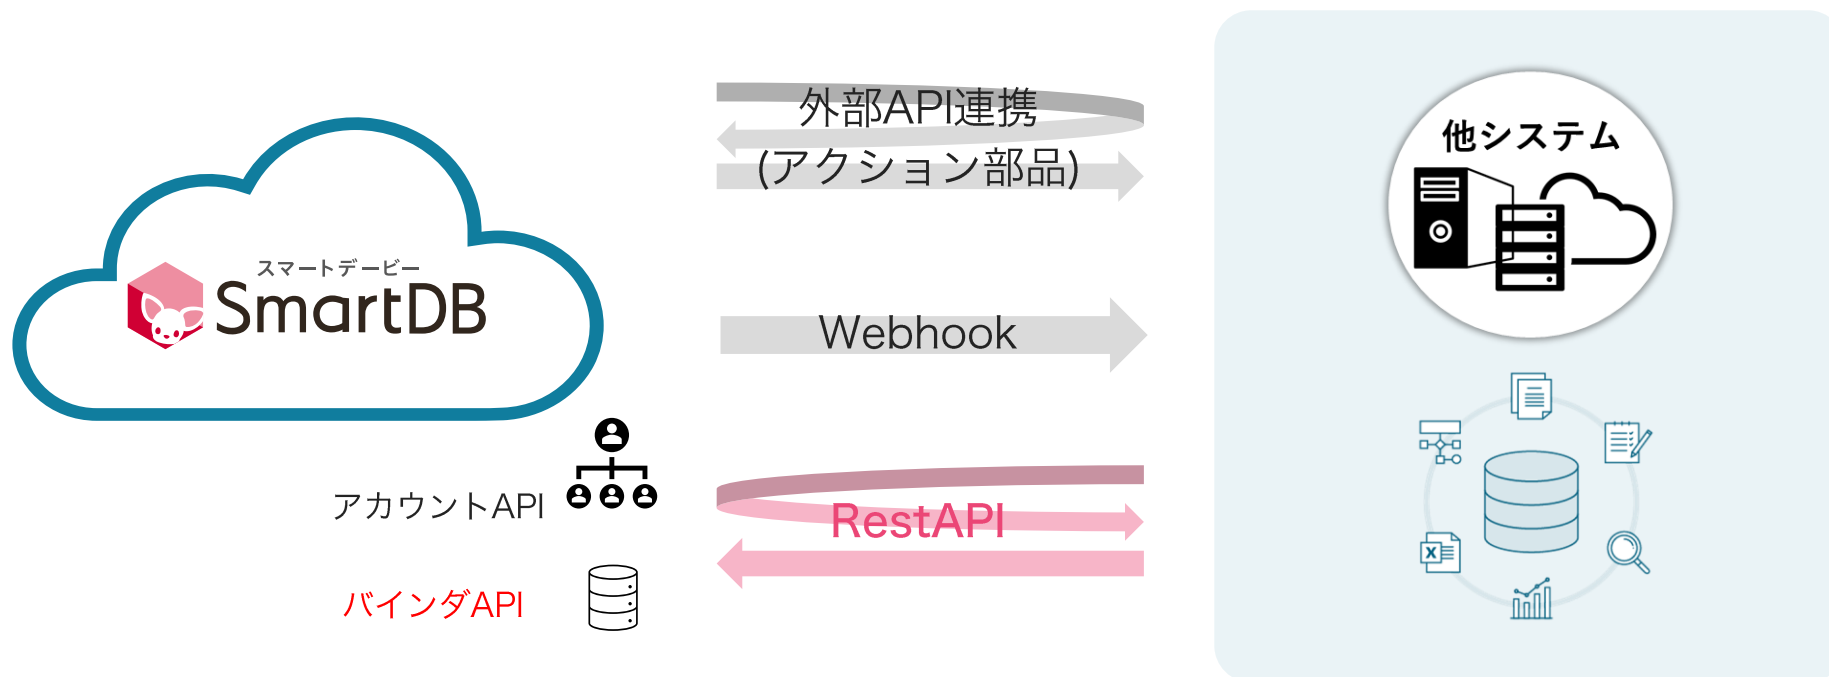 外部API連携
(アクション部品)
他システム
スマートデービー
SmartDB
Webhook
アカウントAPI
RestAPI
バインダAPI
X